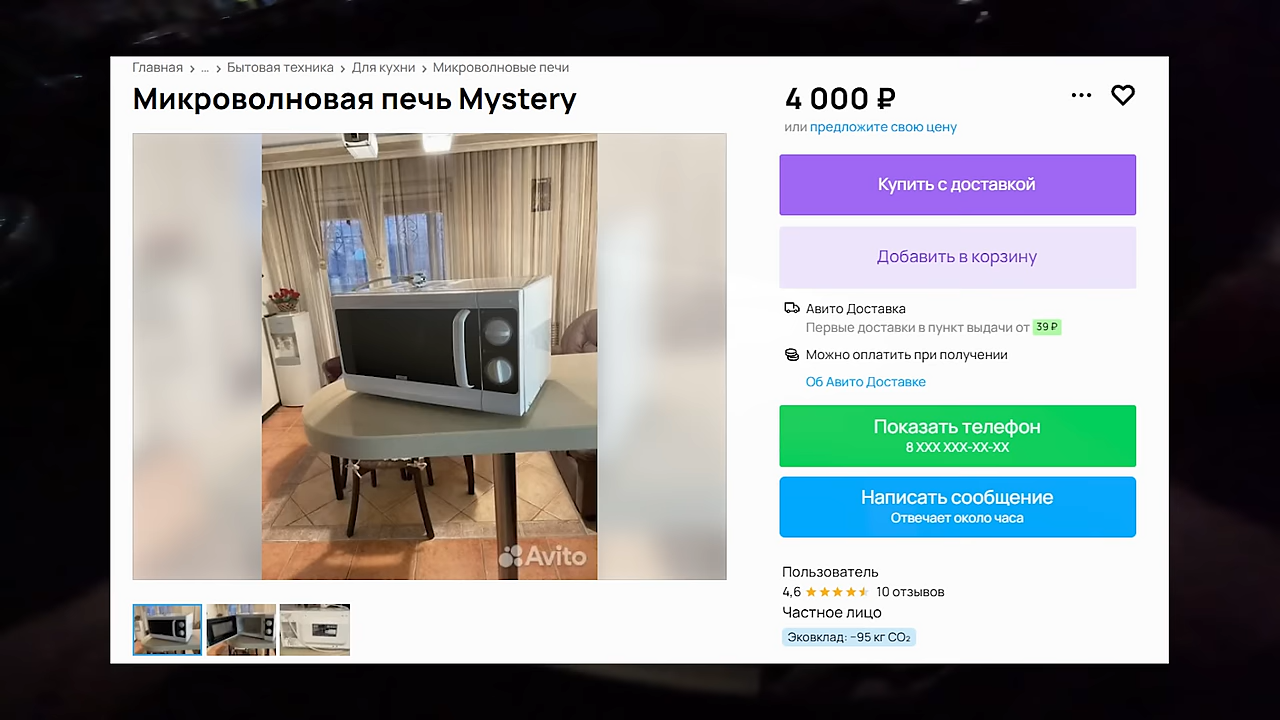 Главная › ... › Бытовая техника › Для кухни › Микроволновые печи
Микроволновая печь Mystery
4 000 ₽
или предложите свою цену
Купить с доставкой
Добавить в корзину
Авито Доставка
Первые доставки в пункт выдачи от 39 ₽
Можно оплатить при получении
Об Авито Доставке
Показать телефон
8 XXX XXX-XX-XX
Написать сообщение
Отвечает около часа
Avito
Пользователь
4,6 10 отзывов
Частное лицо
Эковклад: −95 кг CO₂